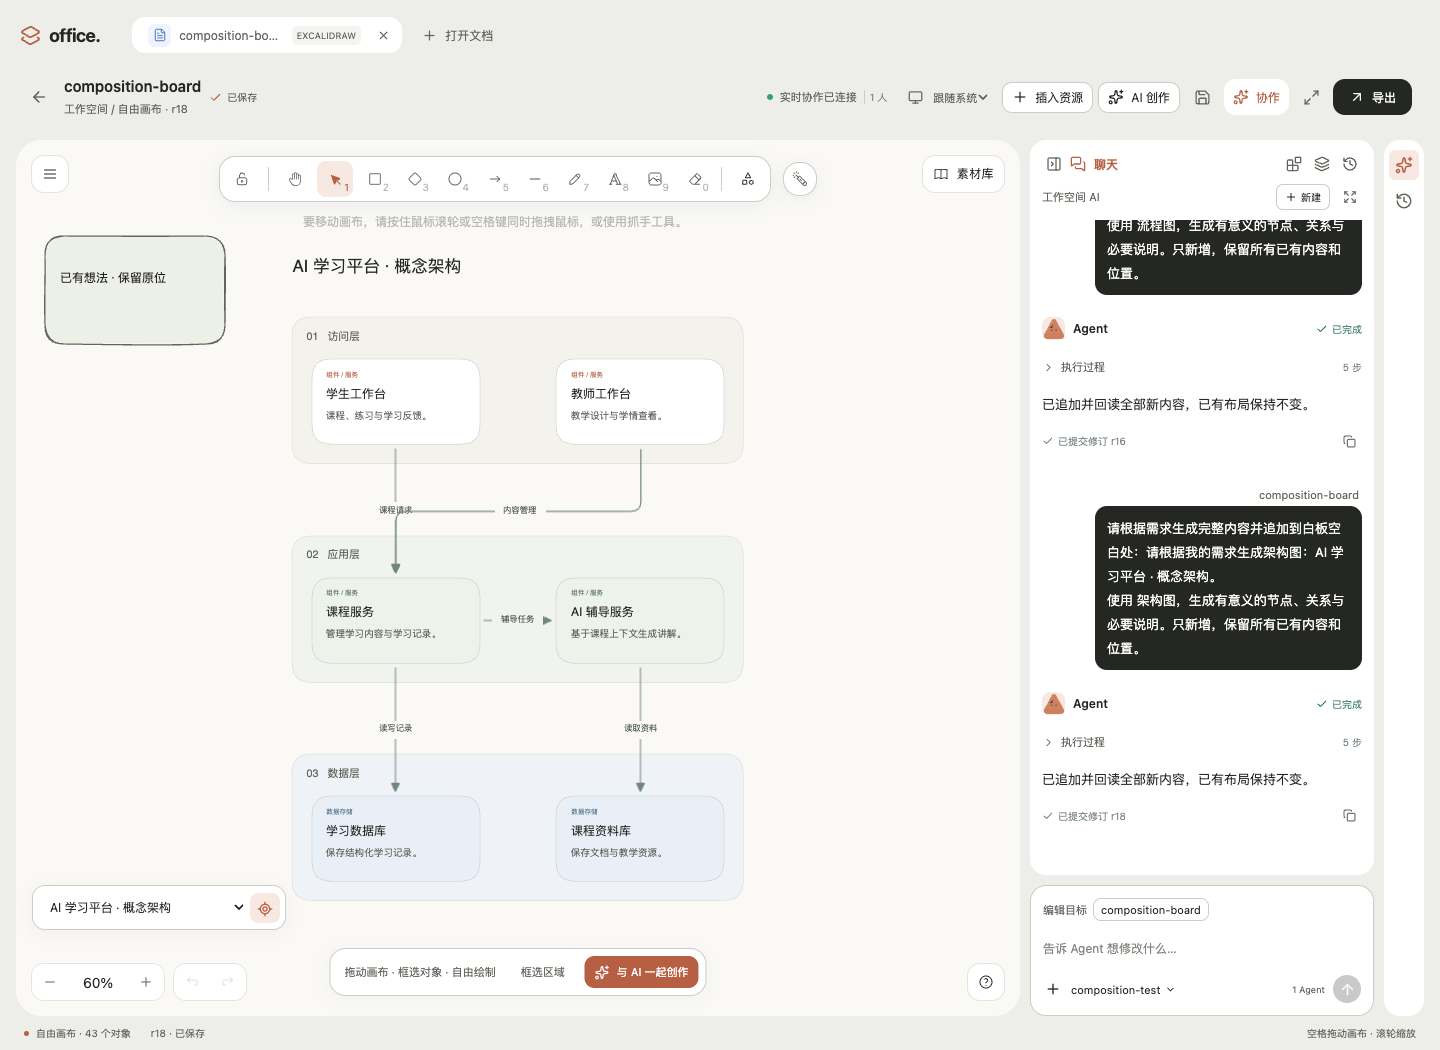 office.
composition-bo...
EXCALIDRAW
打开文档
composition-board
已保存
工作空间 / 自由画布 · r18
实时协作已连接
1 人
跟随系统
插入资源
AI 创作
协作
导出
1
2
3
4
5
6
7
8
9
0
素材库
要移动画布，请按住鼠标滚轮或空格键同时拖拽鼠标，或使用抓手工具。
已有想法 · 保留原位
AI 学习平台 · 概念架构
01 访问层
组件 / 服务
学生工作台
课程、练习与学习反馈。
组件 / 服务
教师工作台
教学设计与学情查看。
课程请求
内容管理
02 应用层
组件 / 服务
课程服务
管理学习内容与学习记录。
辅导任务
组件 / 服务
AI 辅导服务
基于课程上下文生成讲解。
读写记录
读取资料
03 数据层
数据存储
学习数据库
保存结构化学习记录。
数据存储
课程资料库
保存文档与教学资源。
AI 学习平台 · 概念架构
60%
拖动画布 · 框选对象 · 自由绘制
框选区域
与 AI 一起创作
自由画布 · 43 个对象
r18 · 已保存
聊天
工作空间 AI
新建
使用 流程图，生成有意义的节点、关系与
必要说明。只新增，保留所有已有内容和
位置。
Agent
已完成
执行过程
5 步
已追加并回读全部新内容，已有布局保持不变。
已提交修订 r16
composition-board
请根据需求生成完整内容并追加到白板空
白处：请根据我的需求生成架构图：AI 学
习平台 · 概念架构。
使用 架构图，生成有意义的节点、关系与
必要说明。只新增，保留所有已有内容和
位置。
Agent
已完成
执行过程
5 步
已追加并回读全部新内容，已有布局保持不变。
已提交修订 r18
编辑目标
composition-board
告诉 Agent 想修改什么...
composition-test
1 Agent
空格拖动画布 · 滚轮缩放